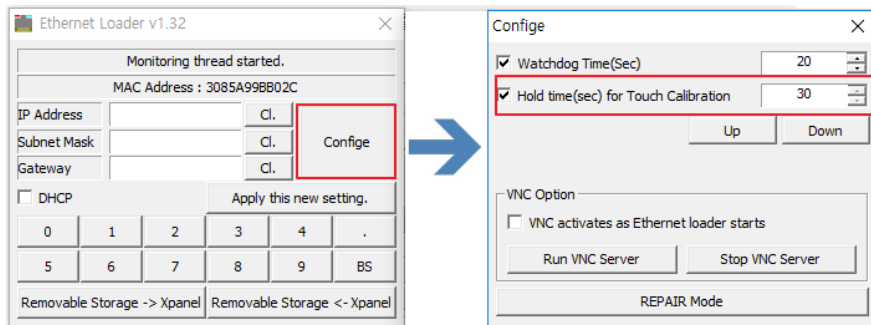 Ethernet Loader v1.32
Monitoring thread started.
MAC Address : 3085A99BB02C
IP Address
Cl.
Subnet Mask
Cl.
Confige
Gateway
Cl.
DHCP
Apply this new setting.
0 1 2 3 4 .
5 6 7 8 9 BS
Removable Storage -> Xpanel
Removable Storage <- Xpanel
Confige
Watchdog Time(Sec) 20
Hold time(sec) for Touch Calibration 30
Up Down
VNC Option
VNC activates as Ethernet loader starts
Run VNC Server Stop VNC Server
REPAIR Mode